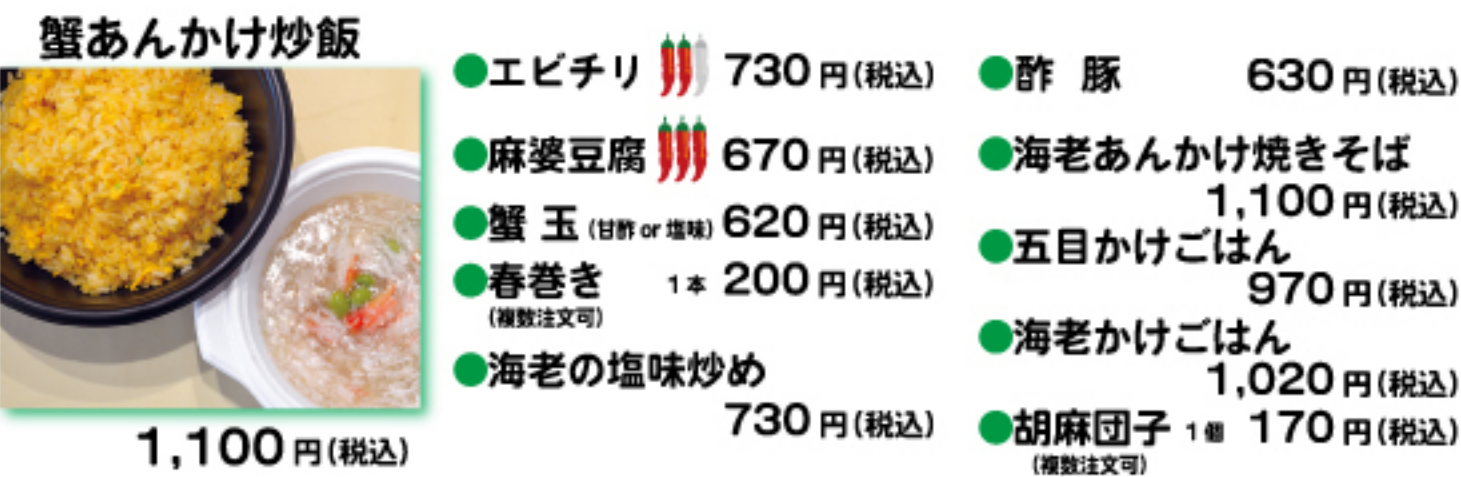 蟹あんかけ炒飯
1,100円(税込)
●エビチリ 730円(税込)
●麻婆豆腐 670円(税込)
●蟹 玉(甘酢 or 塩味) 620円(税込)
●春巻き 1本 200円(税込)
(複数注文可)
●海老の塩味炒め
730円(税込)
●酢 豚 630円(税込)
●海老あんかけ焼きそば
1,100円(税込)
●五目かけごはん
970円(税込)
●海老かけごはん
1,020円(税込)
●胡麻団子 1個 170円(税込)
(複数注文可)